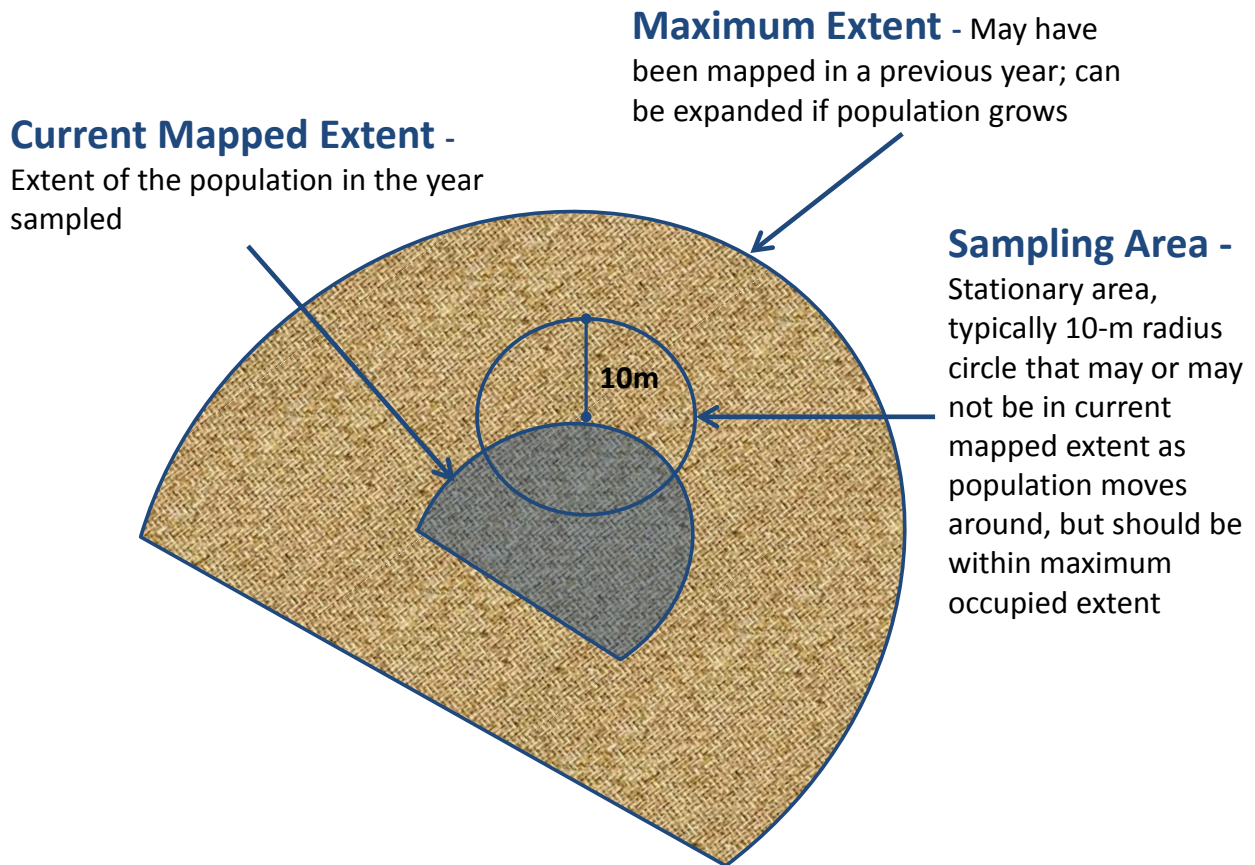 Maximum Extent - May have
been mapped in a previous year; can
be expanded if population grows
Current Mapped Extent -
Extent of the population in the year
sampled
Sampling Area -
Stationary area,
typically 10-m radius
circle that may or may
not be in current
mapped extent as
population moves
around, but should be
within maximum
occupied extent
10m